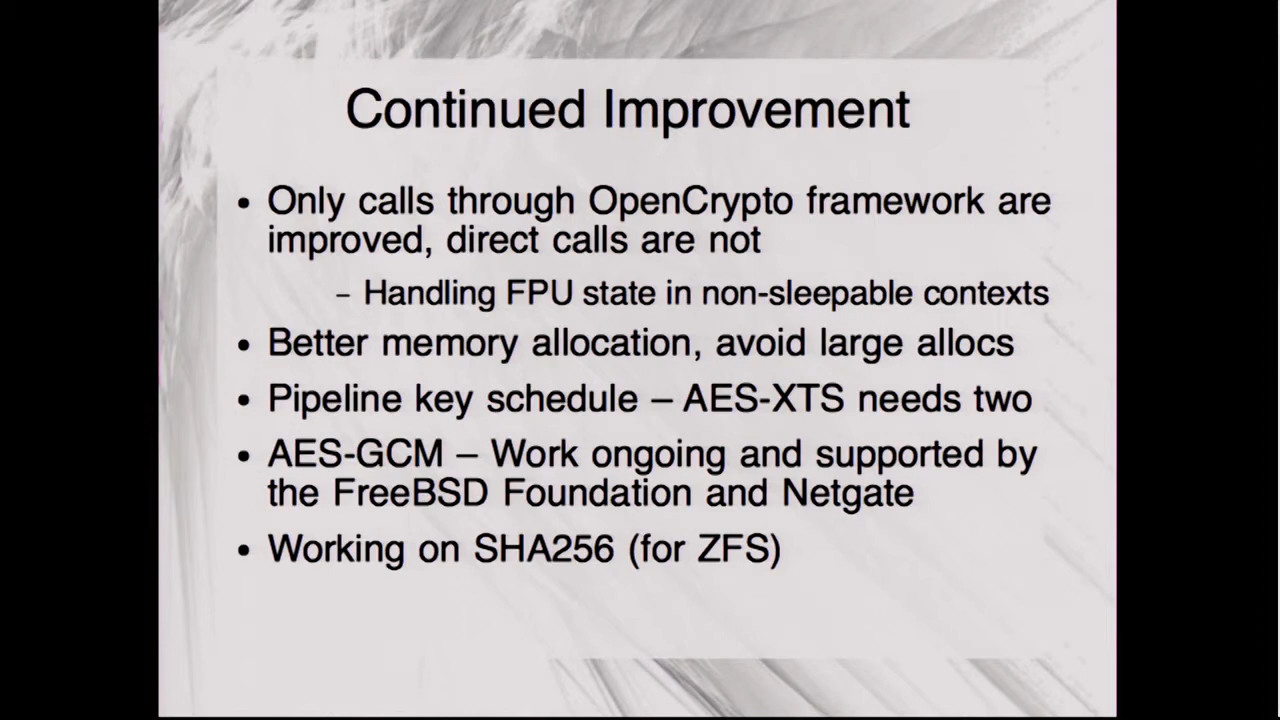 Continued Improvement
• Only calls through OpenCrypto framework are
improved, direct calls are not
– Handling FPU state in non-sleepable contexts
• Better memory allocation, avoid large allocs
• Pipeline key schedule – AES-XTS needs two
• AES-GCM – Work ongoing and supported by
the FreeBSD Foundation and Netgate
• Working on SHA256 (for ZFS)